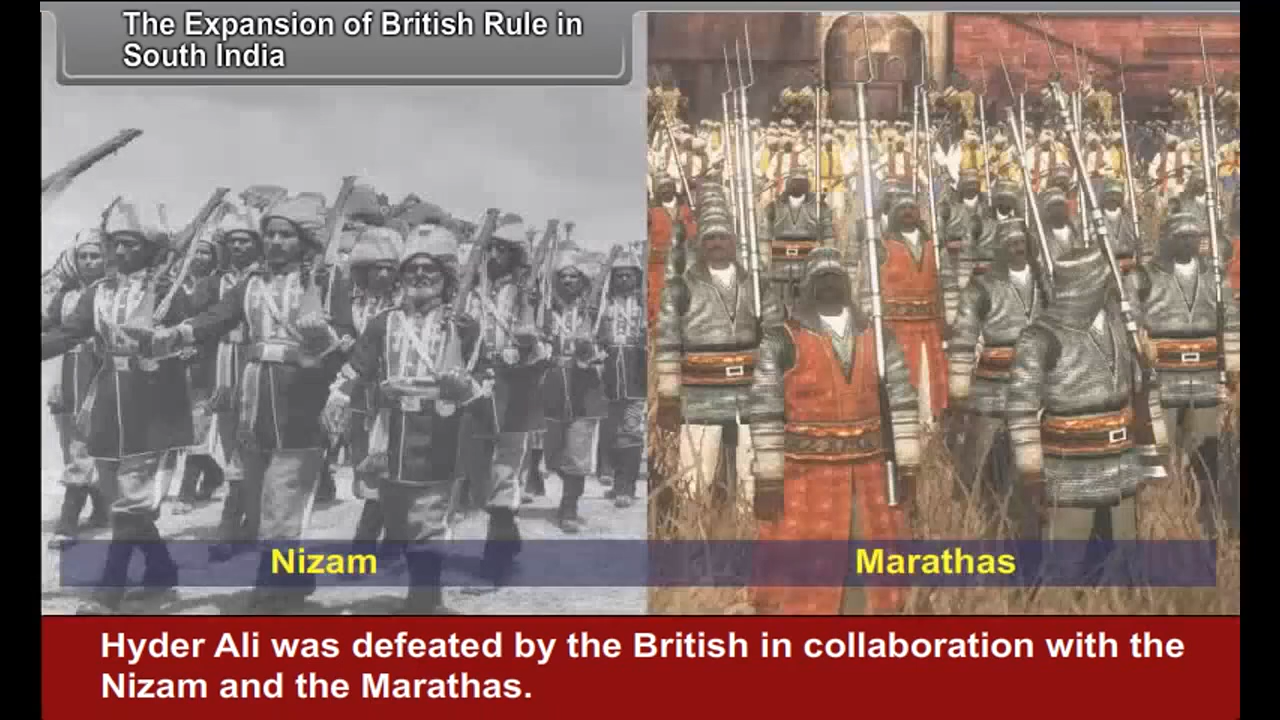 The Expansion of British Rule in
South India
Nizam
Marathas
Hyder Ali was defeated by the British in collaboration with the
Nizam and the Marathas.